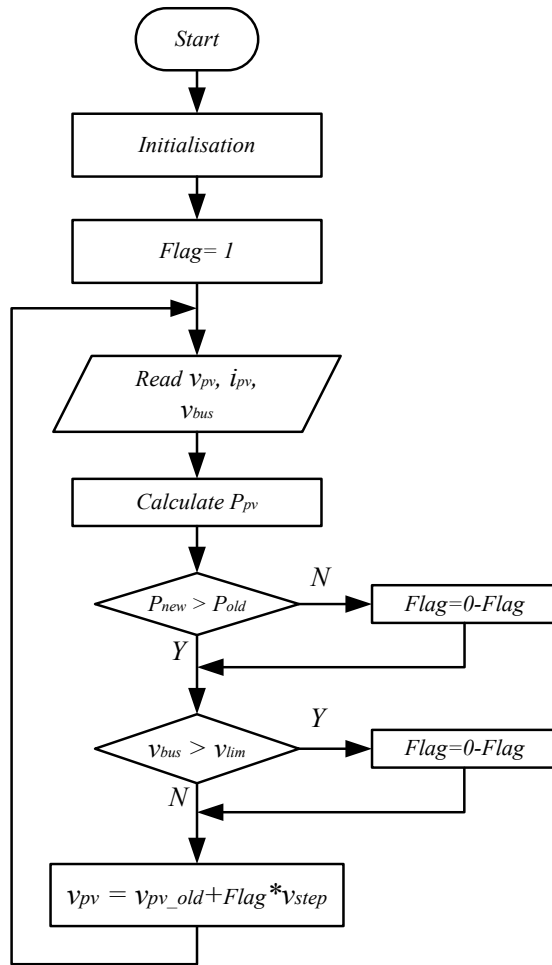 Start
Initialisation
Flag= 1
Read vpv, ipv,
vbus
Calculate Ppv
Pnew > Pold
N
Flag=0-Flag
Y
vbus > vlim
Y
Flag=0-Flag
N
vpv = vpv_old+Flag*vstep